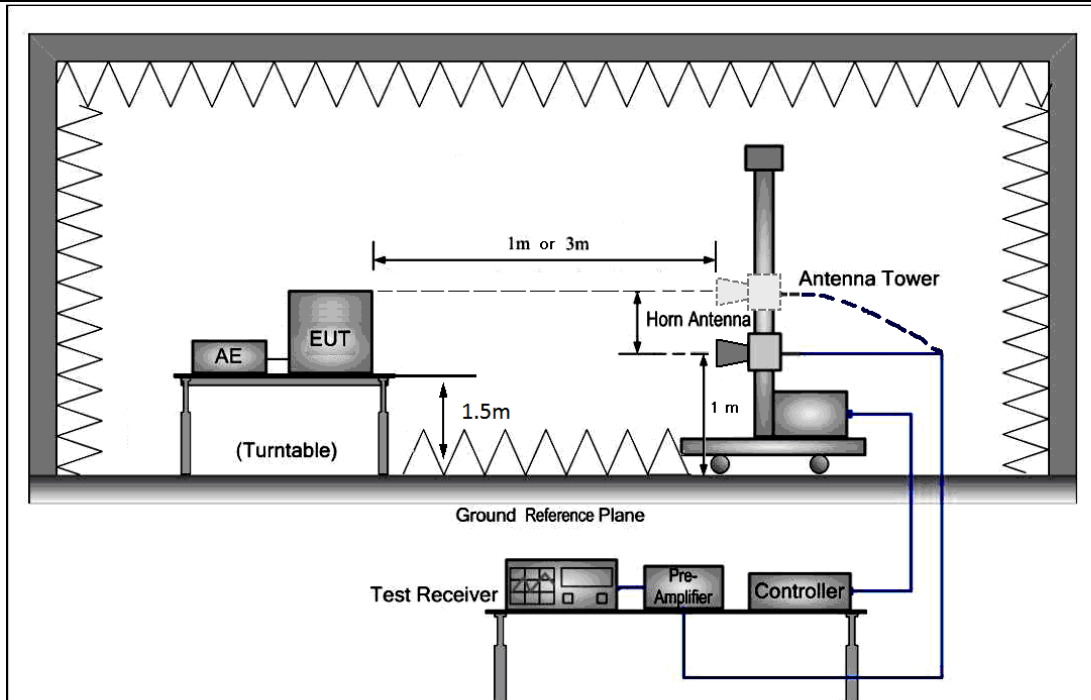 1m or 3m
Antenna Tower
Horn Antenna
EUT
AE
1.5m
1 m
(Turntable)
Ground Reference Plane
Test Receiver
Pre-
Amplifier
Controller